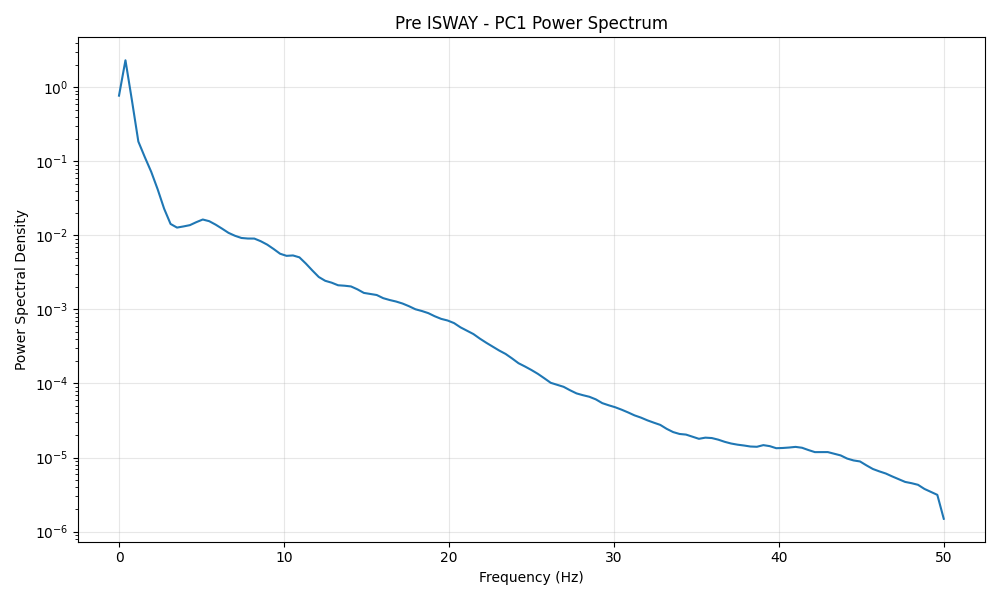 Pre ISWAY - PC1 Power Spectrum
Power Spectral Density
10⁰
10⁻¹
10⁻²
10⁻³
10⁻⁴
10⁻⁵
10⁻⁶
0 10 20 30 40 50
Frequency (Hz)